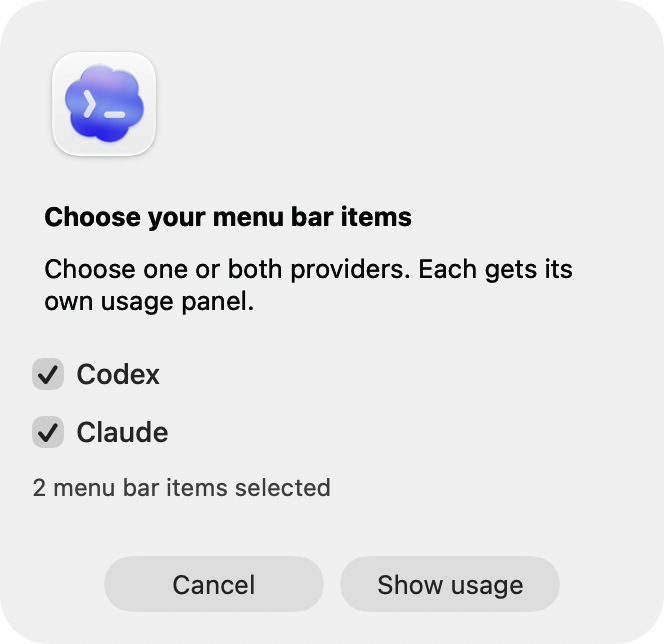 Choose your menu bar items
Choose one or both providers. Each gets its
own usage panel.
Codex
Claude
2 menu bar items selected
Cancel
Show usage